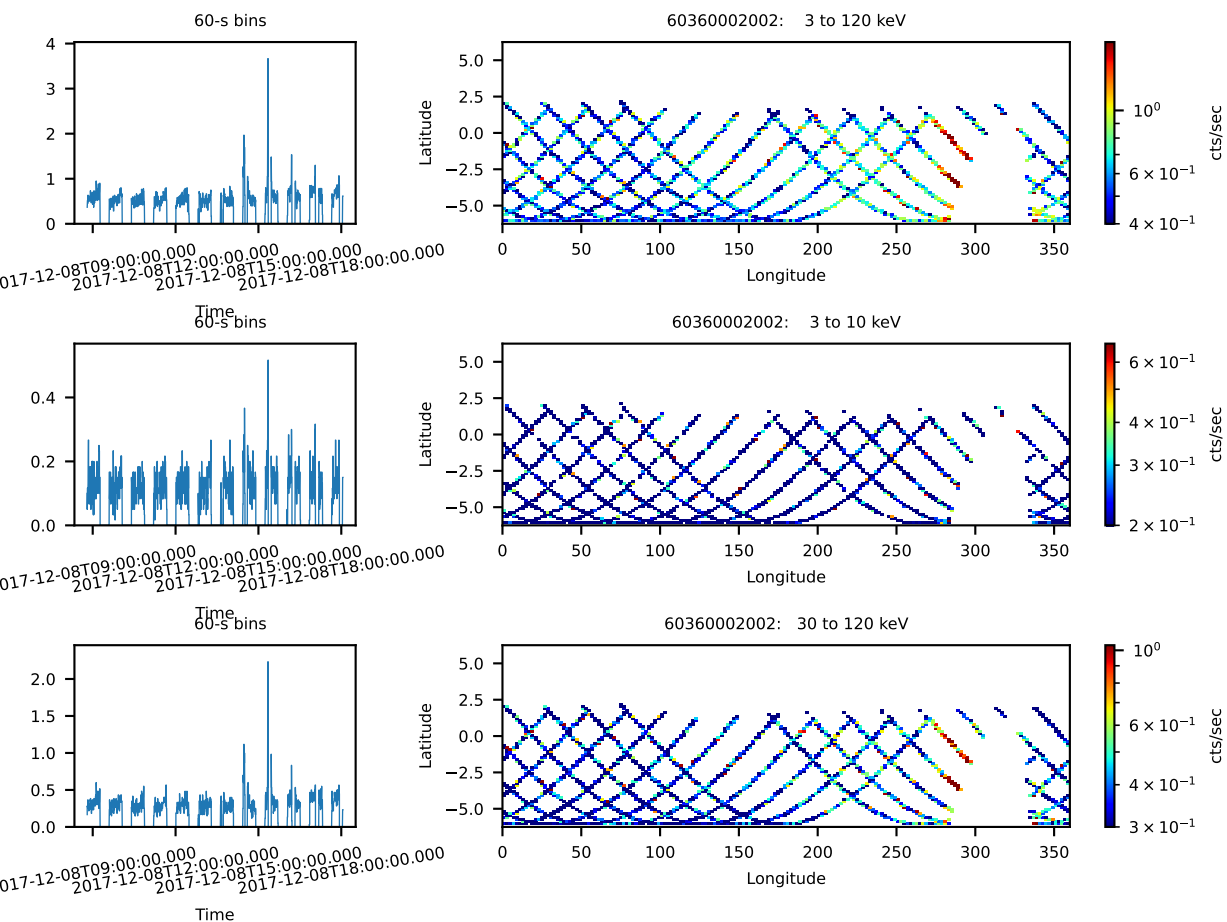 60-s bins
60360002002:    3 to 120 keV
4
3
2
1
0
017-12-08T09:00:00.000
2017-12-08T12:00:00.000
2017-12-08T15:00:00.000
2017-12-08T18:00:00.000
Time
Latitude
5.0
2.5
0.0
−2.5
−5.0
0 50 100 150 200 250 300 350
Longitude
10⁰
6 × 10⁻¹
4 × 10⁻¹
cts/sec
60-s bins
60360002002:    3 to 10 keV
0.4
0.2
0.0
017-12-08T09:00:00.000
2017-12-08T12:00:00.000
2017-12-08T15:00:00.000
2017-12-08T18:00:00.000
Time
Latitude
5.0
2.5
0.0
−2.5
−5.0
0 50 100 150 200 250 300 350
Longitude
6 × 10⁻¹
4 × 10⁻¹
3 × 10⁻¹
2 × 10⁻¹
cts/sec
60-s bins
60360002002:   30 to 120 keV
2.0
1.5
1.0
0.5
0.0
017-12-08T09:00:00.000
2017-12-08T12:00:00.000
2017-12-08T15:00:00.000
2017-12-08T18:00:00.000
Time
Latitude
5.0
2.5
0.0
−2.5
−5.0
0 50 100 150 200 250 300 350
Longitude
10⁰
6 × 10⁻¹
4 × 10⁻¹
3 × 10⁻¹
cts/sec